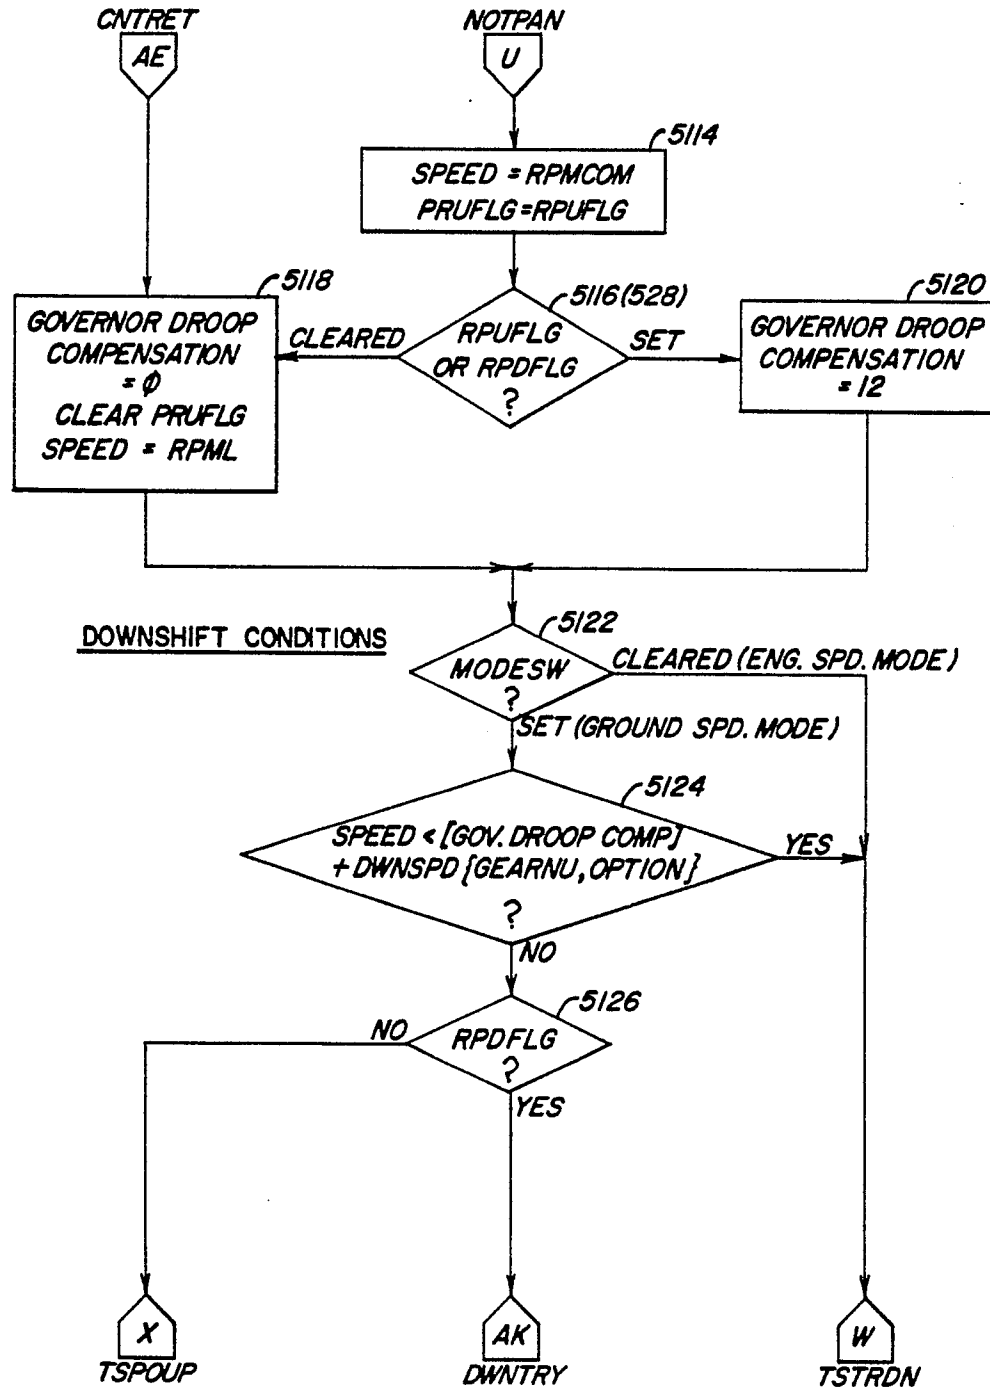 CNTRET
AE
NOTPAN
U
5114
SPEED = RPMCOM
PRUFLG=RPUFLG
5118
GOVERNOR DROOP
COMPENSATION
= ϕ
CLEAR PRUFLG
SPEED = RPML
CLEARED
5116(528)
RPUFLG
OR RPDFLG
?
SET
5120
GOVERNOR DROOP
COMPENSATION
= 12
DOWNSHIFT CONDITIONS
5122
MODESW
?
CLEARED (ENG. SPD. MODE)
SET (GROUND SPD. MODE)
5124
SPEED < [GOV. DROOP COMP]
+ DWNSPD {GEARNU, OPTION}
?
YES
NO
5126
RPDFLG
?
NO
YES
X
TSPOUP
AK
DWNTRY
W
TSTRDN